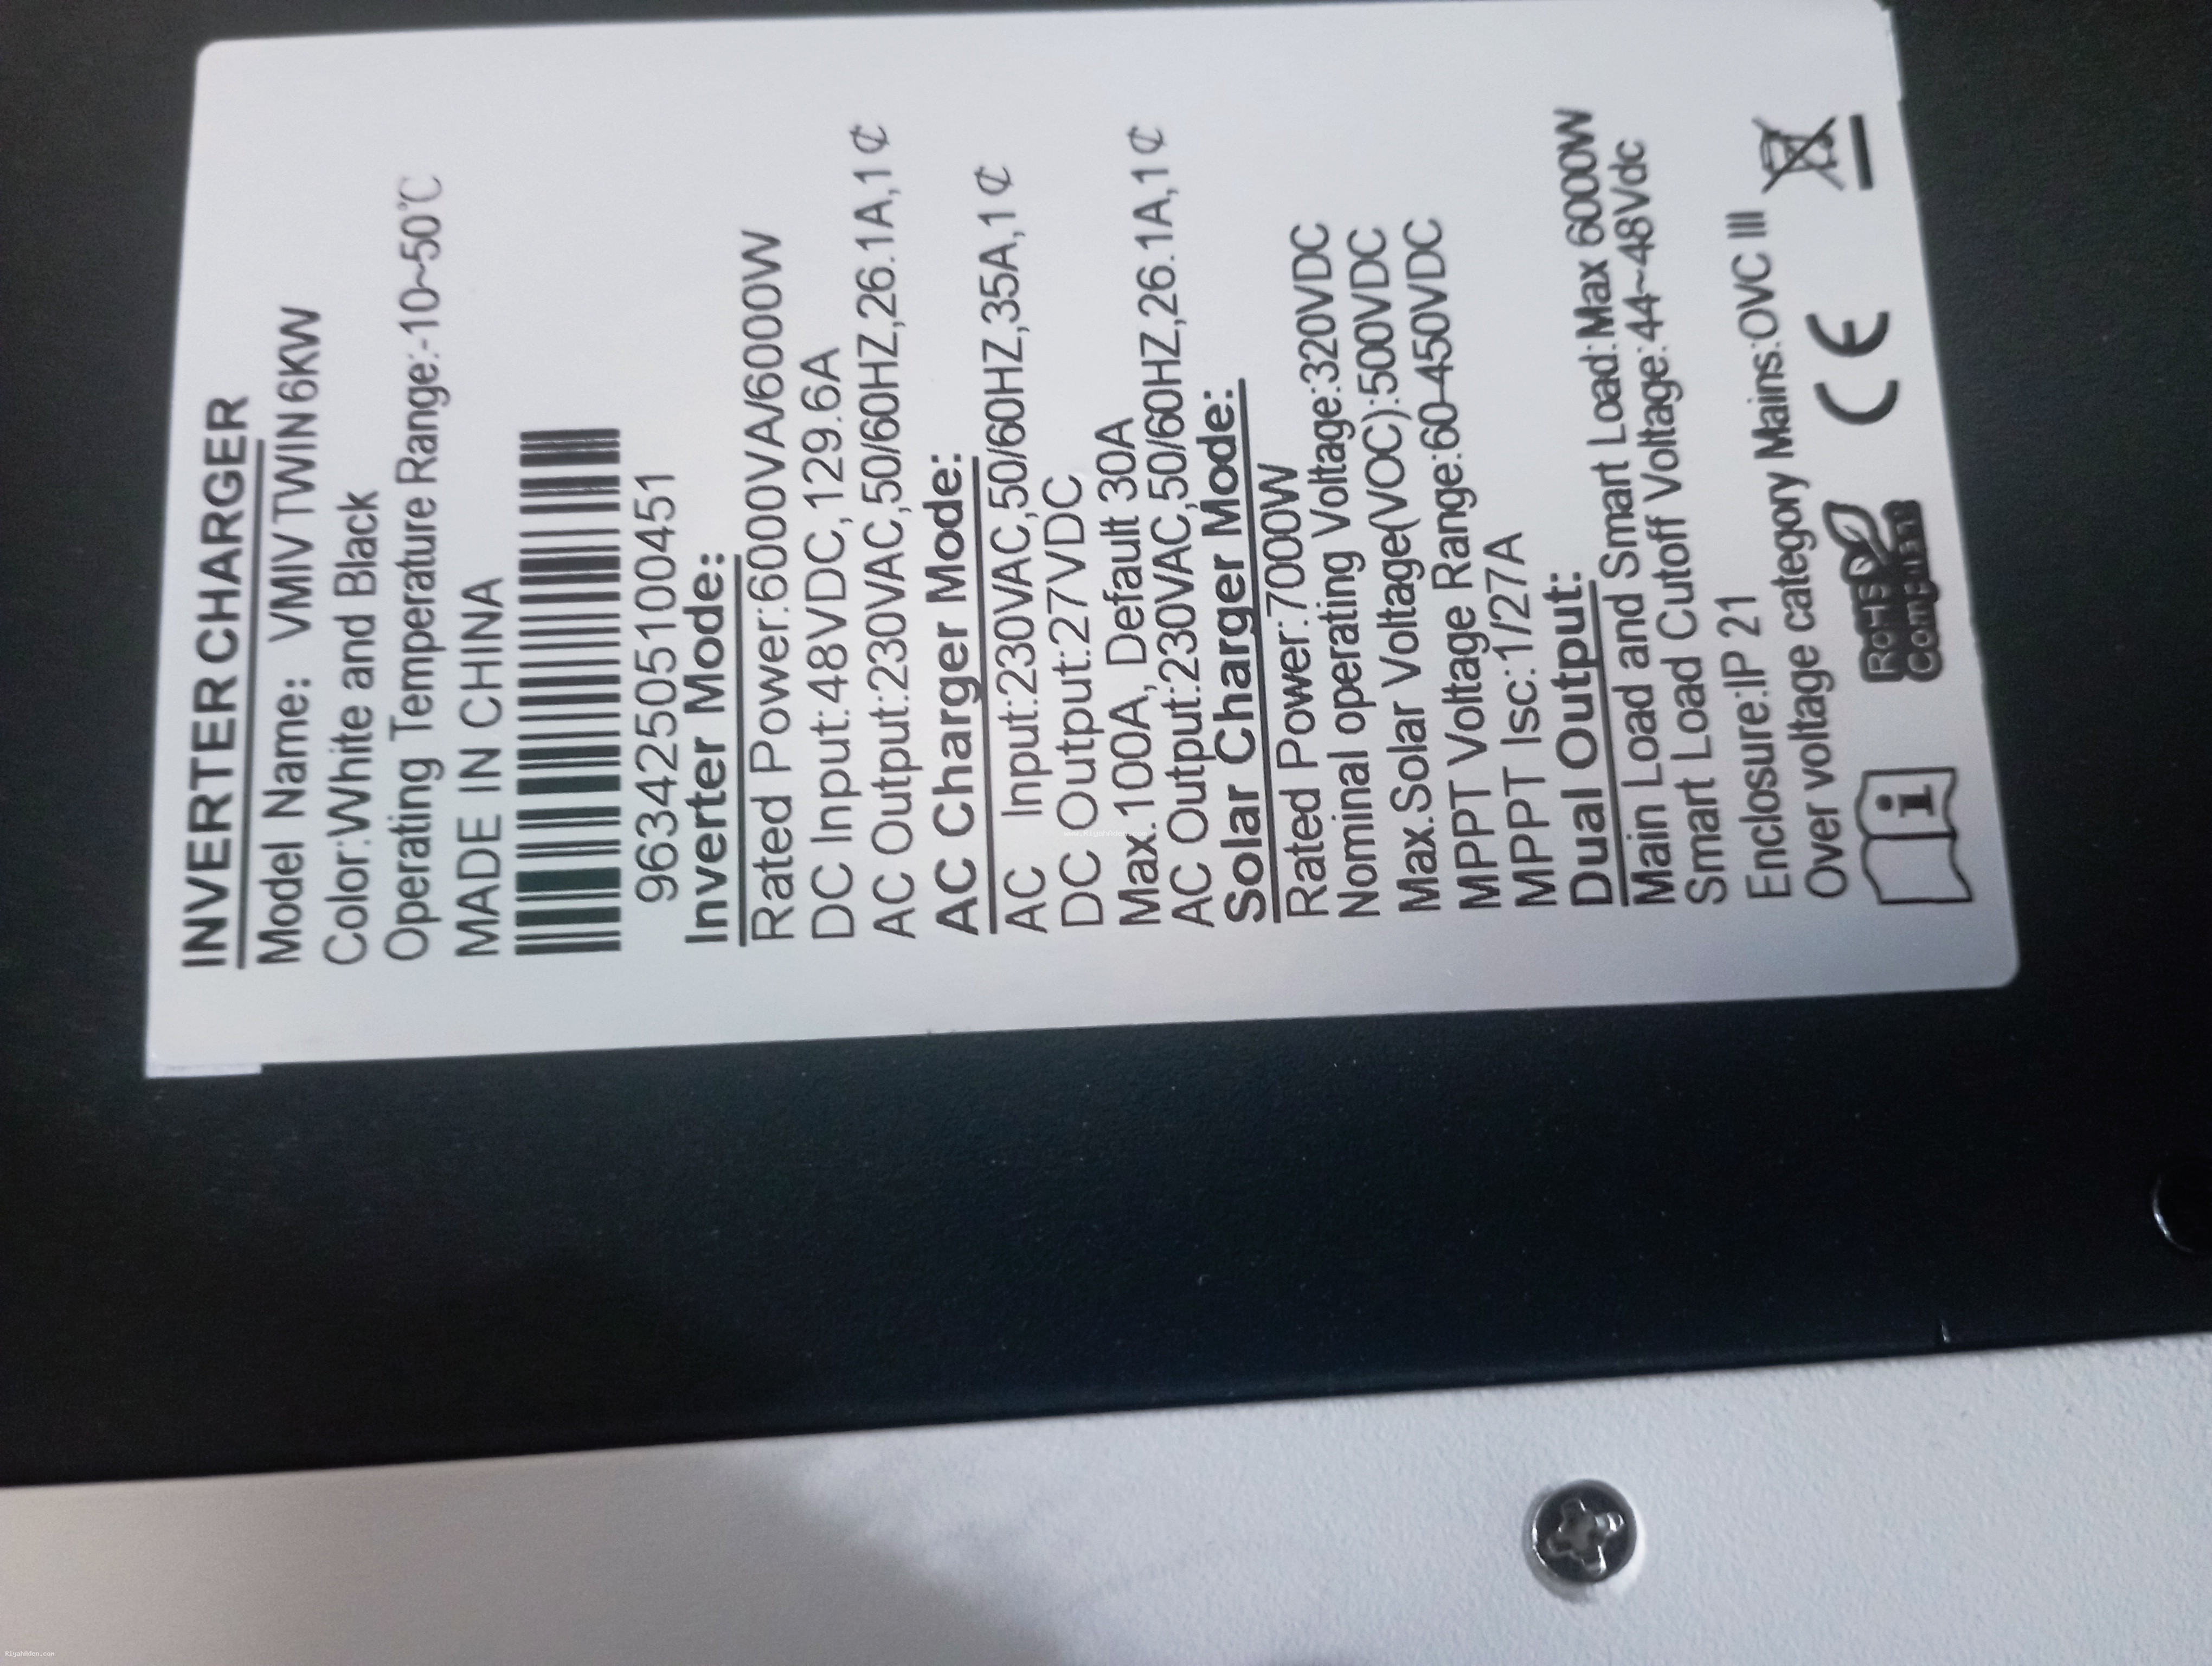 INVERTER CHARGER
Model Name: VMIV TWIN 6KW
Color:White and Black
Operating Temperature Range:-10~50℃
MADE IN CHINA
96342505100451
Inverter Mode:
Rated Power:6000VA/6000W
DC Input:48VDC,129.6A
AC Output:230VAC,50/60HZ,26.1A,1₵
AC Charger Mode:
AC Input:230VAC,50/60HZ,35A,1₵
DC Output:27VDC
Max.100A, Default 30A
AC Output:230VAC,50/60HZ,26.1A,1₵
Solar Charger Mode:
Rated Power:7000W
Nominal operating Voltage:320VDC
Max.Solar Voltage(VOC):500VDC
MPPT Voltage Range:60-450VDC
MPPT Isc:1/27A
Dual Output:
Main Load and Smart Load:Max 6000W
Smart Load Cutoff Voltage:44~48Vdc
Enclosure:IP 21
Over voltage category Mains:OVC III
i RoHS CE
Compliant